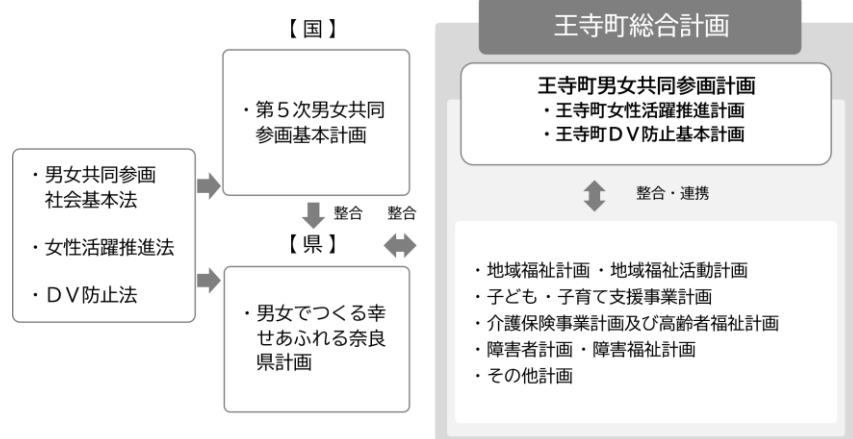 ・男女共同参画
社会基本法
・女性活躍推進法
・ＤＶ防止法
【 国 】
・第５次男女共同
参画基本計画
整合
整合
【 県 】
・男女でつくる幸
せあふれる奈良
県計画
王寺町総合計画
王寺町男女共同参画計画
・王寺町女性活躍推進計画
・王寺町ＤＶ防止基本計画
整合・連携
・地域福祉計画・地域福祉活動計画
・子ども・子育て支援事業計画
・介護保険事業計画及び高齢者福祉計画
・障害者計画・障害福祉計画
・その他計画